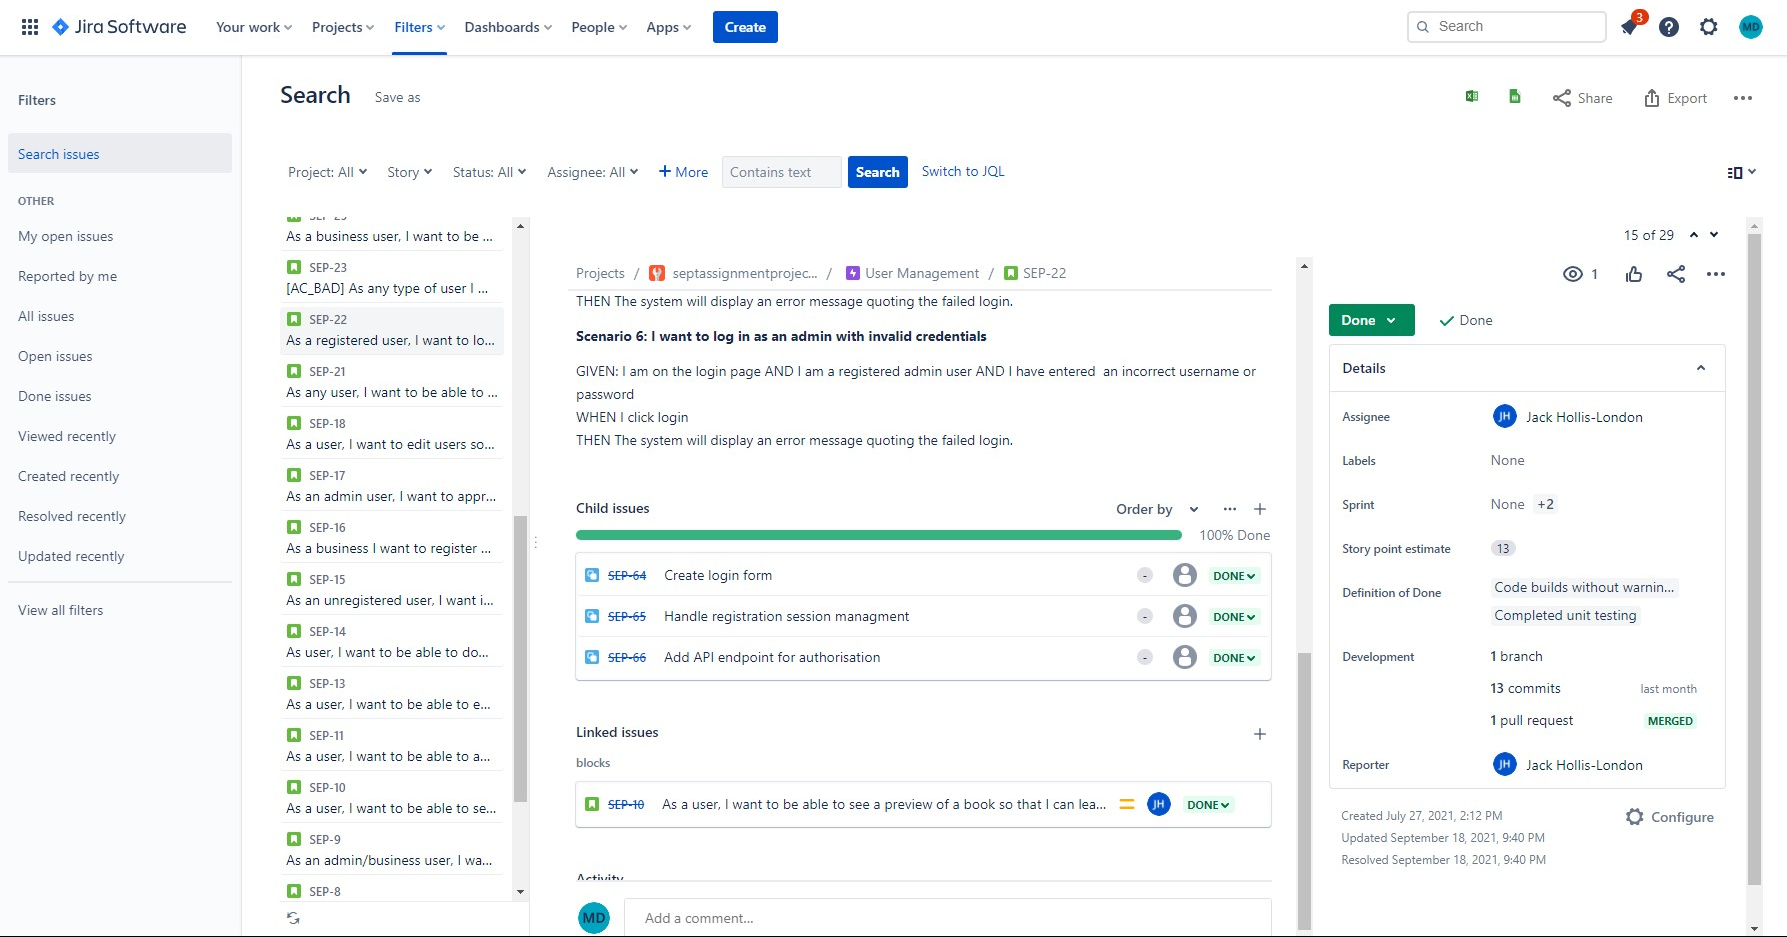 Jira Software
Your work
Projects
Filters
Dashboards
People
Apps
Create
Search
3
MD
Filters
Search issues
OTHER
My open issues
Reported by me
All issues
Open issues
Done issues
Viewed recently
Created recently
Resolved recently
Updated recently
View all filters
Search
Save as
Share
Export
Project: All
Story
Status: All
Assignee: All
More
Contains text
Search
Switch to JQL
As a business user, I want to be ...
SEP-23
[AC_BAD] As any type of user I ...
SEP-22
As a registered user, I want to lo...
SEP-21
As any user, I want to be able to ...
SEP-18
As a user, I want to edit users so...
SEP-17
As an admin user, I want to appr...
SEP-16
As a business I want to register ...
SEP-15
As an unregistered user, I want i...
SEP-14
As user, I want to be able to do...
SEP-13
As a user, I want to be able to e...
SEP-11
As a user, I want to be able to a...
SEP-10
As a user, I want to be able to se...
SEP-9
As an admin/business user, I wa...
SEP-8
15 of 29
Projects / septassignmentprojec... / User Management / SEP-22
THEN The system will display an error message quoting the failed login.
Scenario 6: I want to log in as an admin with invalid credentials
GIVEN: I am on the login page AND I am a registered admin user AND I have entered an incorrect username or
password
WHEN I click login
THEN The system will display an error message quoting the failed login.
Child issues
Order by
100% Done
SEP-64 Create login form - DONE
SEP-65 Handle registration session managment - DONE
SEP-66 Add API endpoint for authorisation - DONE
Linked issues
blocks
SEP-10 As a user, I want to be able to see a preview of a book so that I can lea... JH DONE
Activity
MD
Add a comment...
1
Done
Done
Details
Assignee JH Jack Hollis-London
Labels None
Sprint None +2
Story point estimate 13
Definition of Done Code builds without warnin...
Completed unit testing
Development 1 branch
13 commits last month
1 pull request MERGED
Reporter JH Jack Hollis-London
Created July 27, 2021, 2:12 PM
Updated September 18, 2021, 9:40 PM
Resolved September 18, 2021, 9:40 PM
Configure